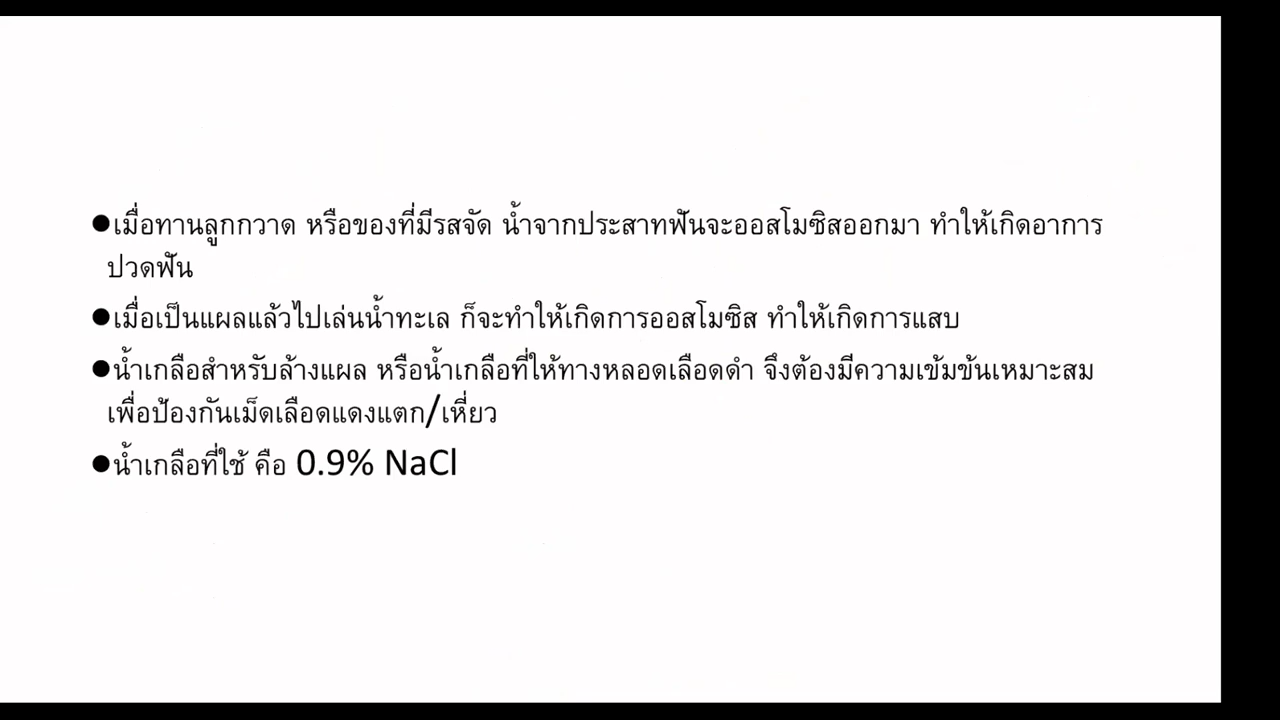 ●เมื่อทานลูกกวาด หรือของที่มีรสจัด น้ำจากประสาทฟันจะออสโมซิสออกมา ทำให้เกิดอาการ
ปวดฟัน
●เมื่อเป็นแผลแล้วไปเล่นน้ำทะเล ก็จะทำให้เกิดการออสโมซิส ทำให้เกิดการแสบ
●น้ำเกลือสำหรับล้างแผล หรือน้ำเกลือที่ให้ทางหลอดเลือดดำ จึงต้องมีความเข้มข้นเหมาะสม
เพื่อป้องกันเม็ดเลือดแดงแตก/เหี่ยว
●น้ำเกลือที่ใช้ คือ 0.9% NaCl